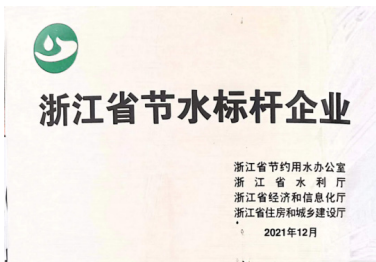 浙江省节水标杆企业
浙江省节约用水办公室
浙江省水利厅
浙江省经济和信息化厅
浙江省住房和城乡建设厅
2021年12月